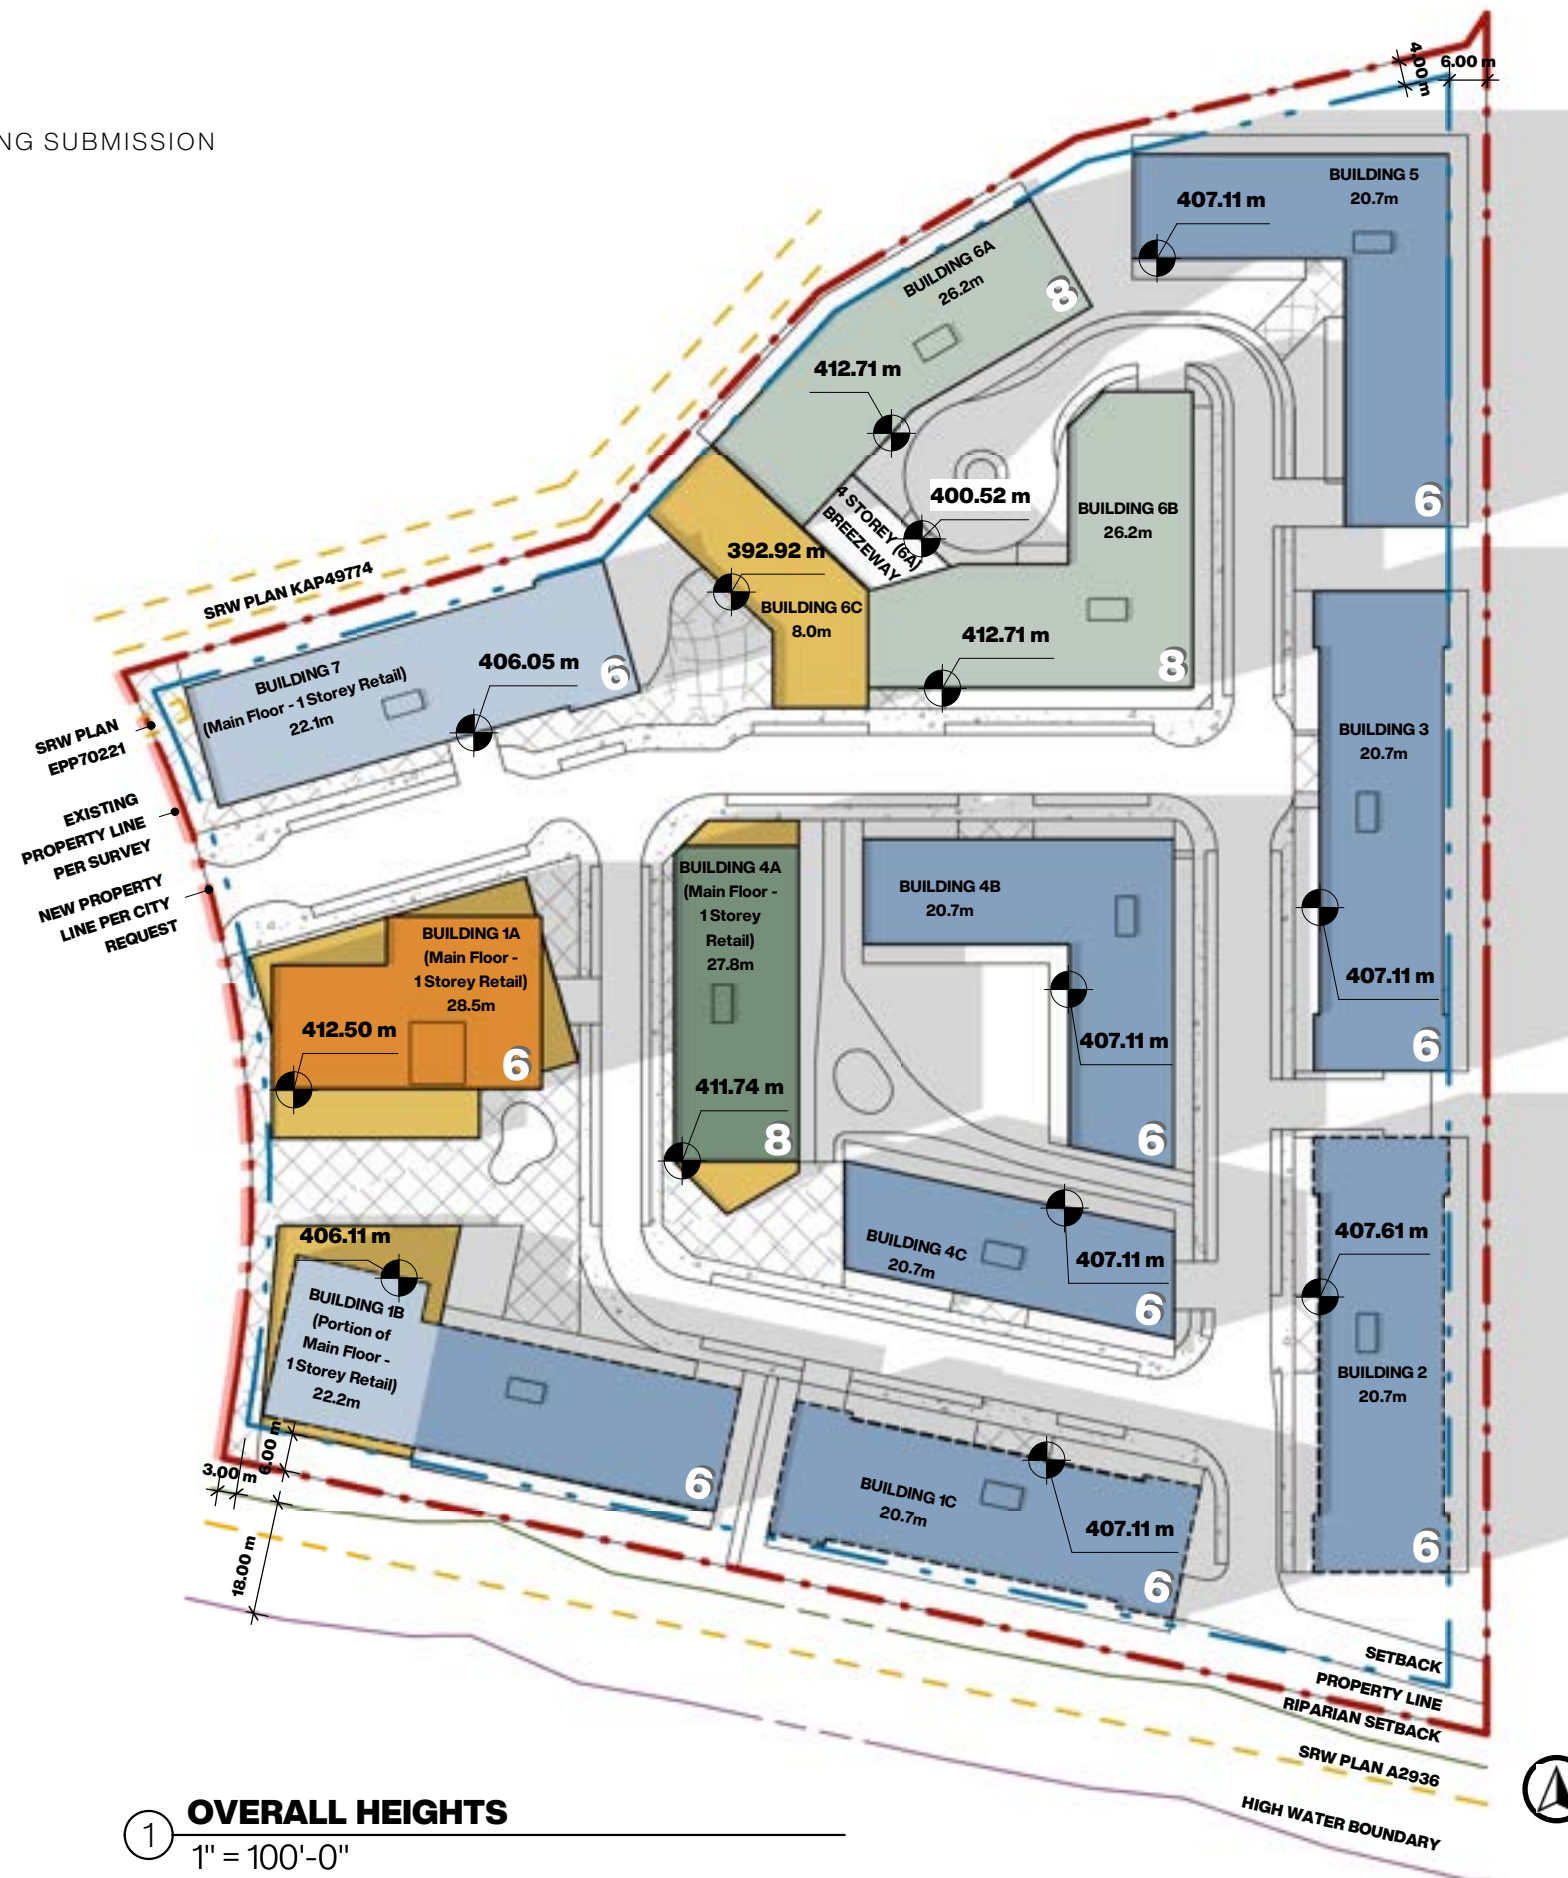 NG SUBMISSION
4.00 m
6.00 m
BUILDING 5
20.7m
407.11 m
6
BUILDING 6A
26.2m
8
412.71 m
4 STOREY (6A)
BREEZEWAY
400.52 m
BUILDING 6B
26.2m
412.71 m
8
392.92 m
BUILDING 6C
8.0m
SRW PLAN KAP49774
BUILDING 7
(Main Floor - 1 Storey Retail)
22.1m
406.05 m
6
SRW PLAN
EPP70221
EXISTING
PROPERTY LINE
PER SURVEY
NEW PROPERTY
LINE PER CITY
REQUEST
BUILDING 3
20.7m
407.11 m
6
BUILDING 4A
(Main Floor -
1 Storey
Retail)
27.8m
411.74 m
8
BUILDING 4B
20.7m
407.11 m
6
BUILDING 1A
(Main Floor -
1 Storey Retail)
28.5m
412.50 m
6
BUILDING 4C
20.7m
407.11 m
6
407.61 m
BUILDING 2
20.7m
6
406.11 m
BUILDING 1B
(Portion of
Main Floor -
1 Storey Retail)
22.2m
6
BUILDING 1C
20.7m
407.11 m
6
3.00 m
6.00 m
18.00 m
SETBACK
PROPERTY LINE
RIPARIAN SETBACK
SRW PLAN A2936
HIGH WATER BOUNDARY
1
OVERALL HEIGHTS
1" = 100'-0"